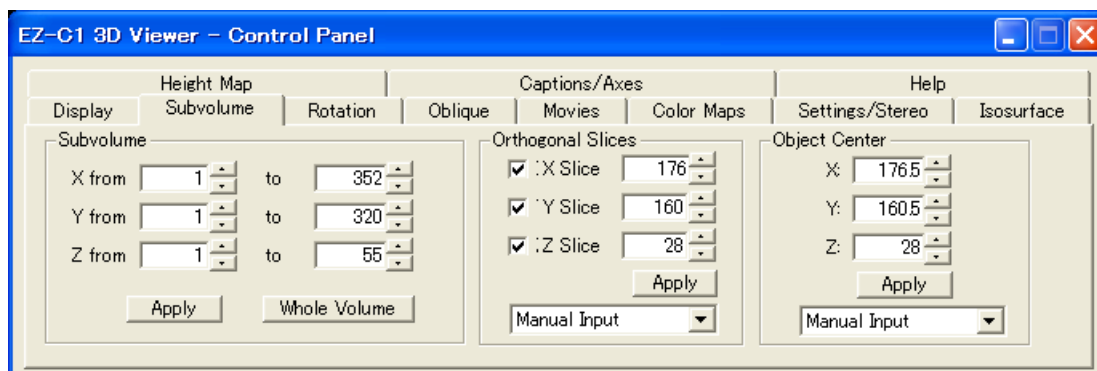 EZ-C1 3D Viewer - Control Panel
Height Map Captions/Axes Help
Display Subvolume Rotation Oblique Movies Color Maps Settings/Stereo Isosurface
Subvolume Orthogonal Slices Object Center
X from 1 to 352 X Slice 176 X: 176.5
Y from 1 to 320 Y Slice 160 Y: 160.5
Z from 1 to 55 Z Slice 28 Z: 28
Apply Whole Volume Apply Apply
Manual Input Manual Input